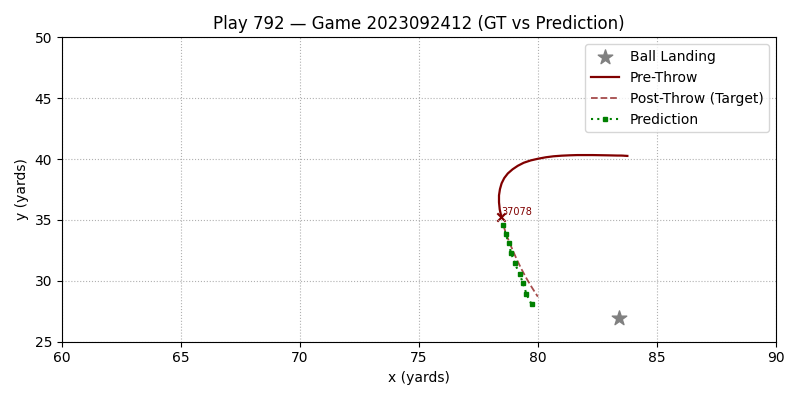 Play 792 — Game 2023092412 (GT vs Prediction)
Ball Landing
Pre-Throw
Post-Throw (Target)
Prediction
37078
50
45
40
35
30
25
y (yards)
60 65 70 75 80 85 90
x (yards)